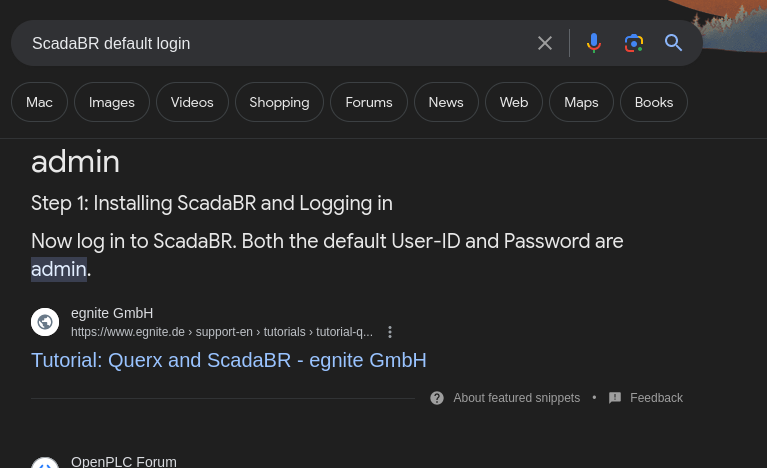 ScadaBR default login
Mac Images Videos Shopping Forums News Web Maps Books
admin
Step 1: Installing ScadaBR and Logging in
Now log in to ScadaBR. Both the default User-ID and Password are
admin.
egnite GmbH
https://www.egnite.de › support-en › tutorials › tutorial-q...
Tutorial: Querx and ScadaBR - egnite GmbH
About featured snippets • Feedback
OpenPLC Forum